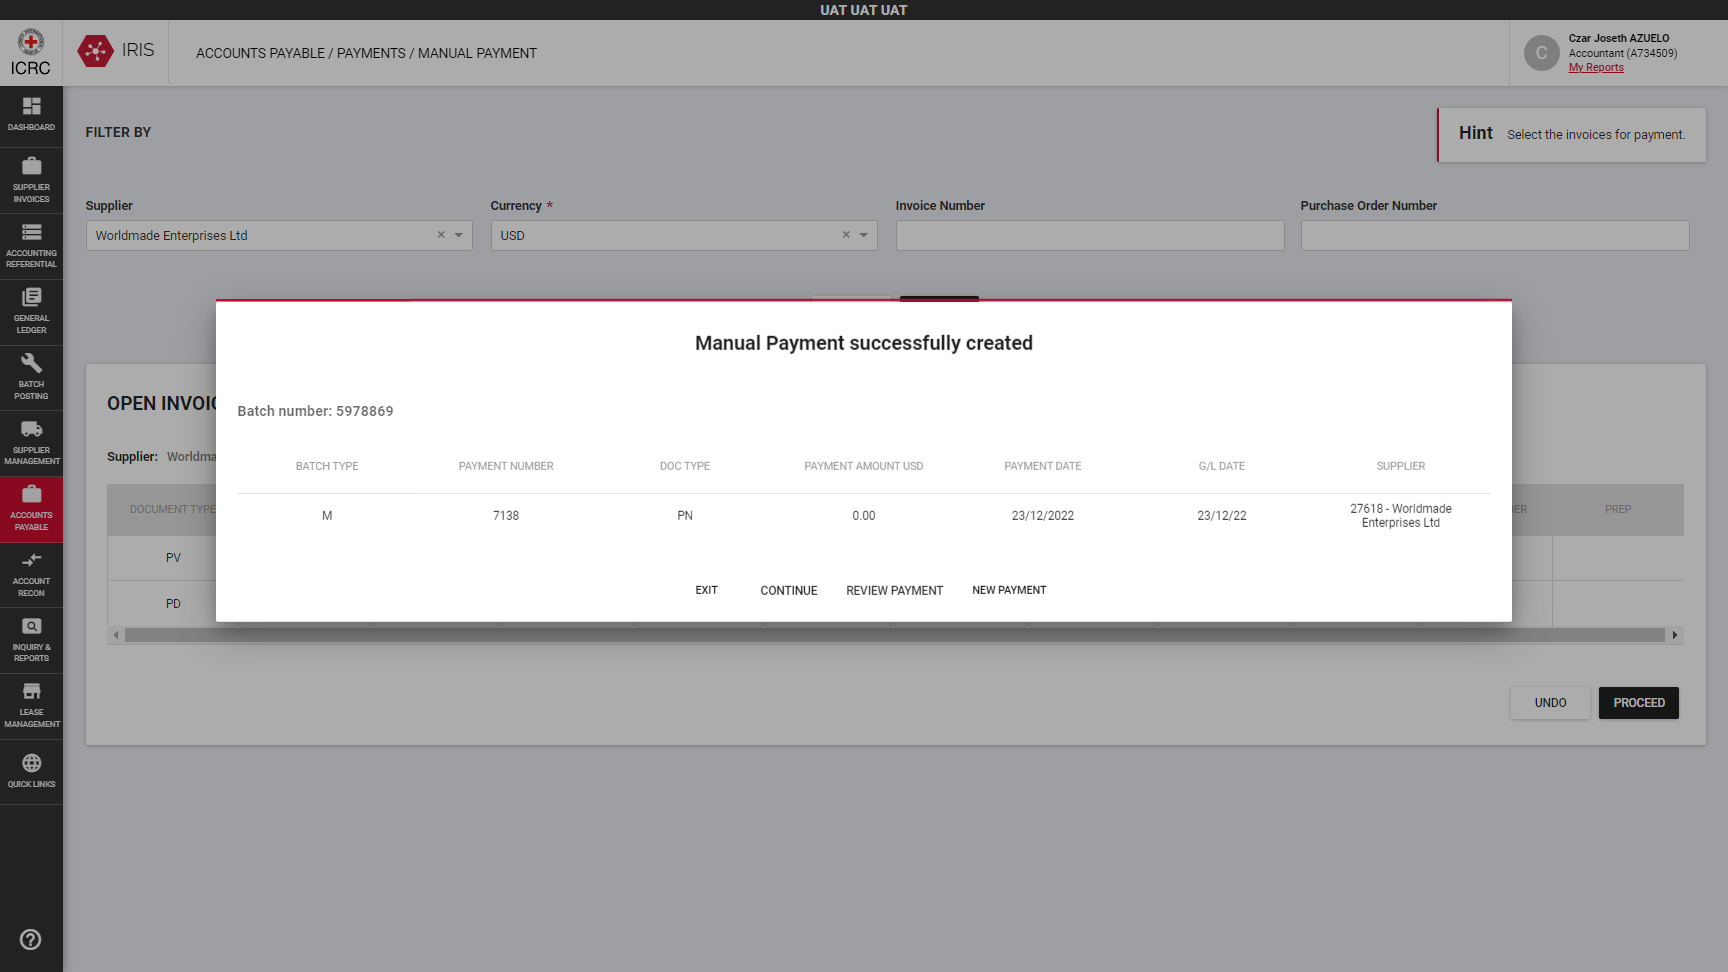 UAT UAT UAT
ICRC
IRIS
ACCOUNTS PAYABLE / PAYMENTS / MANUAL PAYMENT
C
Czar Joseth AZUELO
Accountant (A734509)
My Reports
DASHBOARD
SUPPLIER
INVOICES
ACCOUNTING
REFERENTIAL
GENERAL
LEDGER
BATCH
POSTING
SUPPLIER
MANAGEMENT
ACCOUNTS
PAYABLE
ACCOUNT
RECON
INQUIRY &
REPORTS
LEASE
MANAGEMENT
QUICK LINKS
FILTER BY
Hint Select the invoices for payment.
Supplier Currency * Invoice Number Purchase Order Number
Worldmade Enterprises Ltd × USD ×
Manual Payment successfully created
Batch number: 5978869
BATCH TYPE PAYMENT NUMBER DOC TYPE PAYMENT AMOUNT USD PAYMENT DATE G/L DATE SUPPLIER
M 7138 PN 0.00 23/12/2022 23/12/22 27618 - Worldmade
Enterprises Ltd
EXIT CONTINUE REVIEW PAYMENT NEW PAYMENT
OPEN INVOIC
Supplier: Worldma
DOCUMENT TYPE BER PREP
PV
PD
UNDO PROCEED